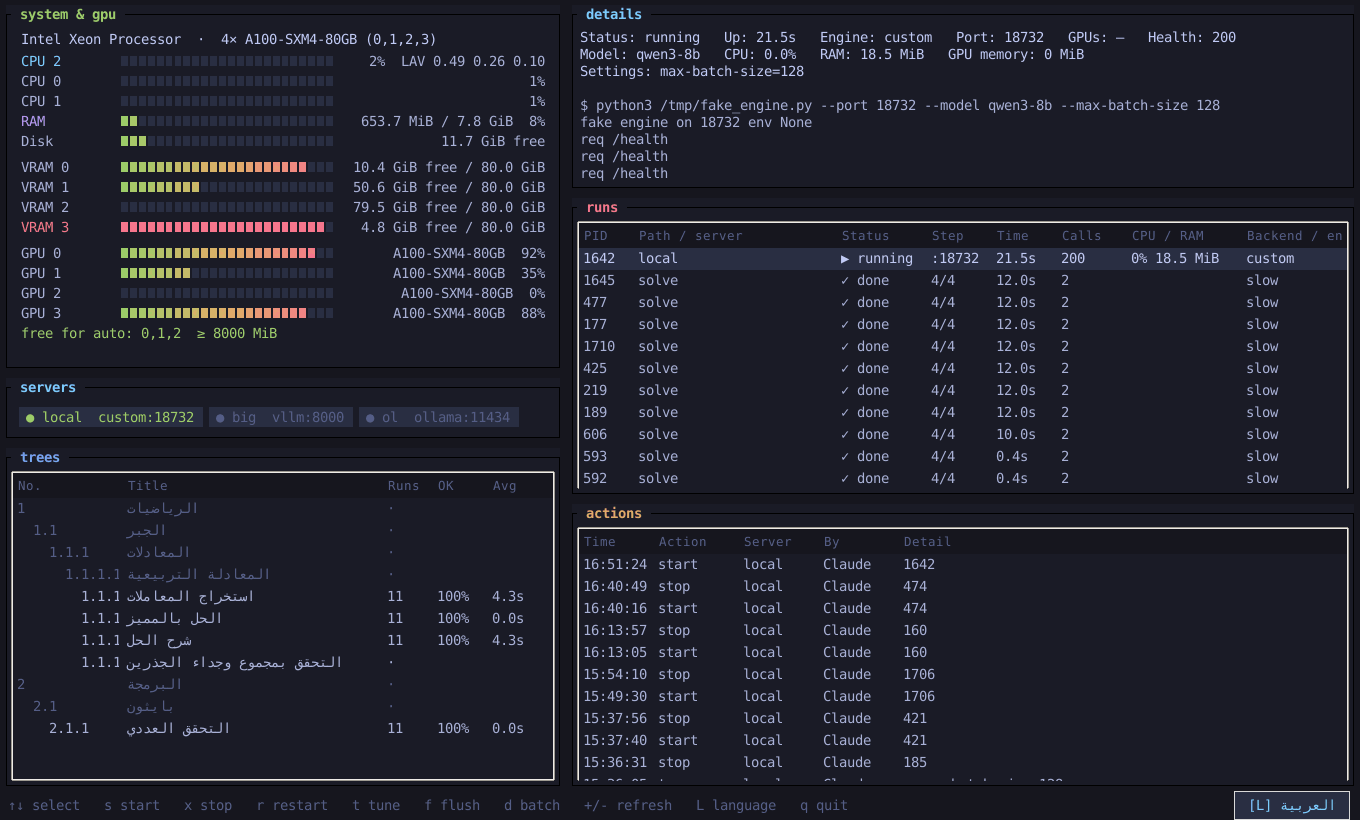 system & gpu
Intel Xeon Processor · 4× A100-SXM4-80GB (0,1,2,3)
CPU 2 2% LAV 0.49 0.26 0.10
CPU 0 1%
CPU 1 1%
RAM 653.7 MiB / 7.8 GiB 8%
Disk 11.7 GiB free
VRAM 0 10.4 GiB free / 80.0 GiB
VRAM 1 50.6 GiB free / 80.0 GiB
VRAM 2 79.5 GiB free / 80.0 GiB
VRAM 3 4.8 GiB free / 80.0 GiB
GPU 0 A100-SXM4-80GB 92%
GPU 1 A100-SXM4-80GB 35%
GPU 2 A100-SXM4-80GB 0%
GPU 3 A100-SXM4-80GB 88%
free for auto: 0,1,2 ≥ 8000 MiB
servers
● local custom:18732 ● big vllm:8000 ● ol ollama:11434
trees
No. Title Runs OK Avg
1 الرياضيات ·
1.1 الجبر ·
1.1.1 المعادلات ·
1.1.1.1 المعادلة التربيعية ·
1.1.1 استخراج المعاملات 11 100% 4.3s
1.1.1 الحل بالمميز 11 100% 0.0s
1.1.1 شرح الحل 11 100% 4.3s
1.1.1 التحقق بمجموع وجداء الجذرين ·
2 البرمجة ·
2.1 بايثون ·
2.1.1 التحقق العددي 11 100% 0.0s
details
Status: running Up: 21.5s Engine: custom Port: 18732 GPUs: — Health: 200
Model: qwen3-8b CPU: 0.0% RAM: 18.5 MiB GPU memory: 0 MiB
Settings: max-batch-size=128
$ python3 /tmp/fake_engine.py --port 18732 --model qwen3-8b --max-batch-size 128
fake engine on 18732 env None
req /health
req /health
req /health
runs
PID Path / server Status Step Time Calls CPU / RAM Backend / en
1642 local ▶ running :18732 21.5s 200 0% 18.5 MiB custom
1645 solve ✓ done 4/4 12.0s 2 slow
477 solve ✓ done 4/4 12.0s 2 slow
177 solve ✓ done 4/4 12.0s 2 slow
1710 solve ✓ done 4/4 12.0s 2 slow
425 solve ✓ done 4/4 12.0s 2 slow
219 solve ✓ done 4/4 12.0s 2 slow
189 solve ✓ done 4/4 12.0s 2 slow
606 solve ✓ done 4/4 10.0s 2 slow
593 solve ✓ done 4/4 0.4s 2 slow
592 solve ✓ done 4/4 0.4s 2 slow
actions
Time Action Server By Detail
16:51:24 start local Claude 1642
16:40:49 stop local Claude 474
16:40:16 start local Claude 474
16:13:57 stop local Claude 160
16:13:05 start local Claude 160
15:54:10 stop local Claude 1706
15:49:30 start local Claude 1706
15:37:56 stop local Claude 421
15:37:40 start local Claude 421
15:36:31 stop local Claude 185
↑↓ select s start x stop r restart t tune f flush d batch +/- refresh L language q quit
العربية [L]